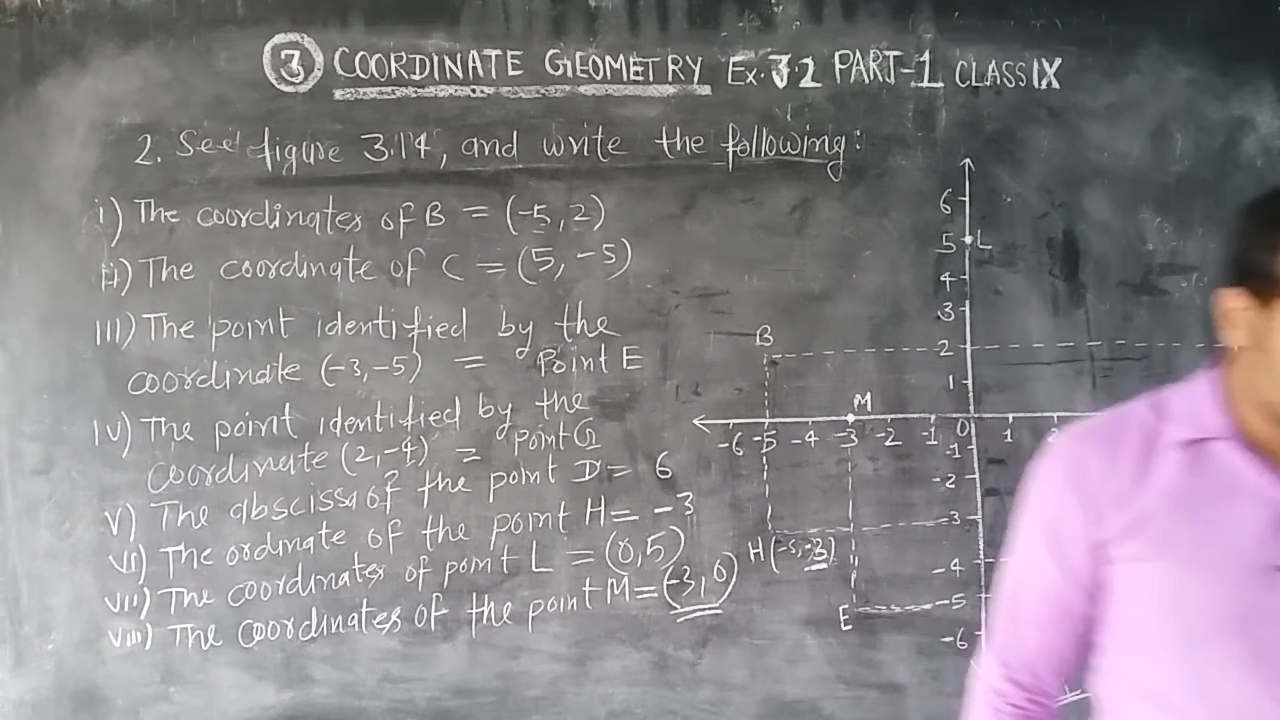 3 COORDINATE GEOMETRY Ex. 3.2 PART-1 CLASS IX
2. See figure 3.14, and write the following:
i) The coordinates of B = (-5, 2)
ii) The coordinate of C = (5, -5)
III) The point identified by the
coordinate (-3, -5) = Point E
IV) The point identified by the
coordinate (2, -4) = point G
V) The abscissa of the point D = 6
VI) The ordinate of the point H = -3
VII) The coordinates of point L = (0, 5)
VIII) The coordinates of the point M = (-3, 0)
6
5 L
4
3
B
2
1
M
-6 -5 -4 -3 -2 -1 0 1 2
-1
-2
-3
H (-5, -3)
-4
-5
E
-6